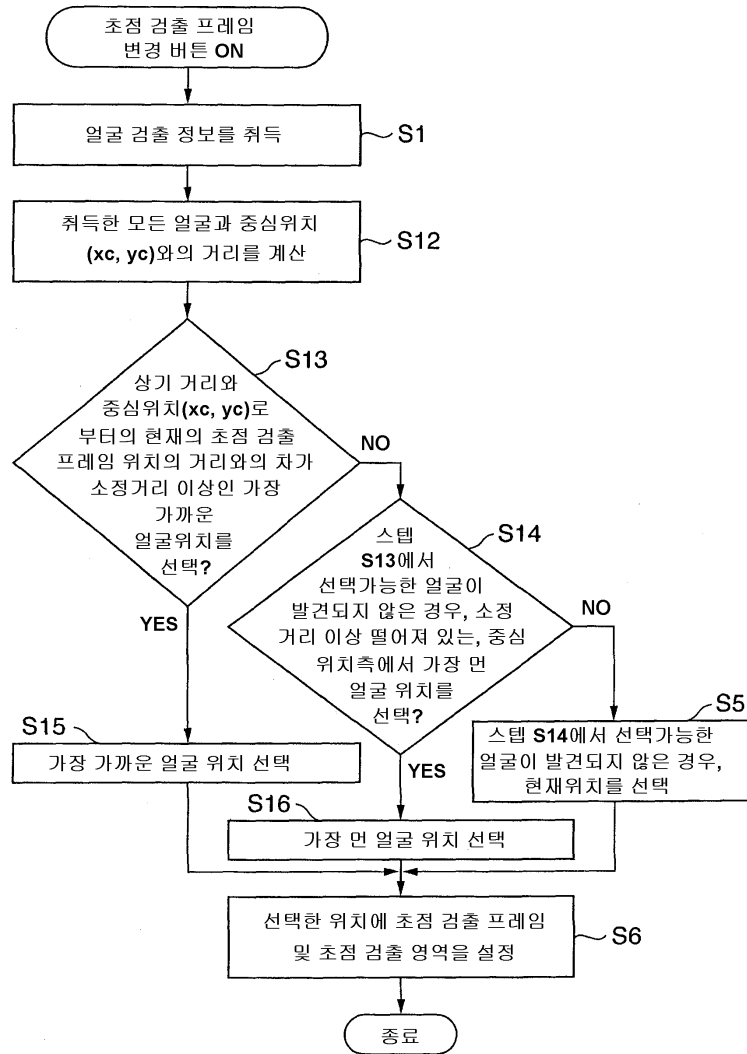 초점 검출 프레임
변경 버튼 ON
얼굴 검출 정보를 취득
S1
취득한 모든 얼굴과 중심위치
(xc, yc)와의 거리를 계산
S12
S13
상기 거리와
중심위치(xc, yc)로
부터의 현재의 초점 검출
프레임 위치의 거리와의 차가
소정거리 이상인 가장
가까운
얼굴위치를
선택?
NO
YES
S14
스텝
S13에서
선택가능한 얼굴이
발견되지 않은 경우, 소정
거리 이상 떨어져 있는, 중심
위치측에서 가장 먼
얼굴 위치를
선택?
NO
YES
S15
가장 가까운 얼굴 위치 선택
S5
스텝 S14에서 선택가능한
얼굴이 발견되지 않은 경우,
현재위치를 선택
S16
가장 먼 얼굴 위치 선택
선택한 위치에 초점 검출 프레임
및 초점 검출 영역을 설정
S6
종료